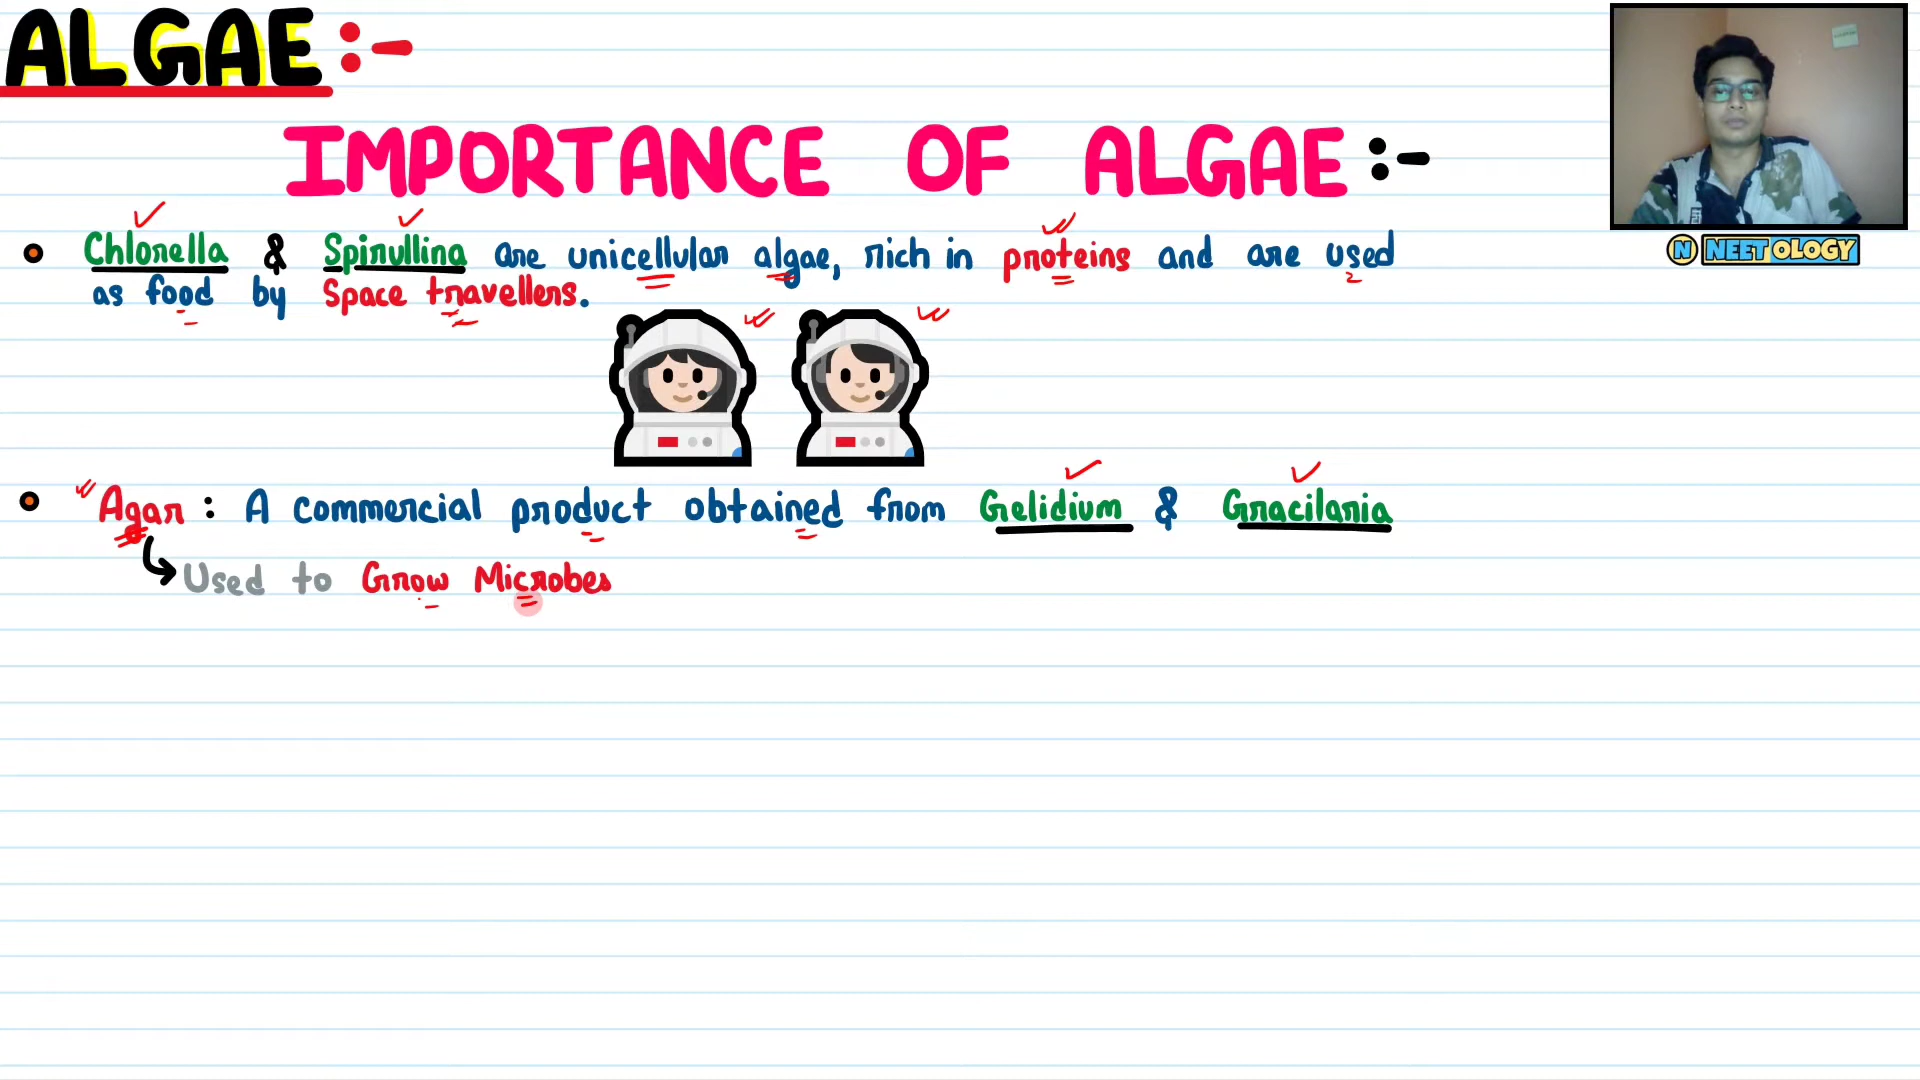 ALGAE :-
IMPORTANCE OF ALGAE :-
Chlorella & Spirullina are unicellular algae, rich in proteins and are used
as food by Space travellers.
Agar : A commercial product obtained from Gelidium & Gracilaria
Used to Grow Microbes
N NEETOLOGY